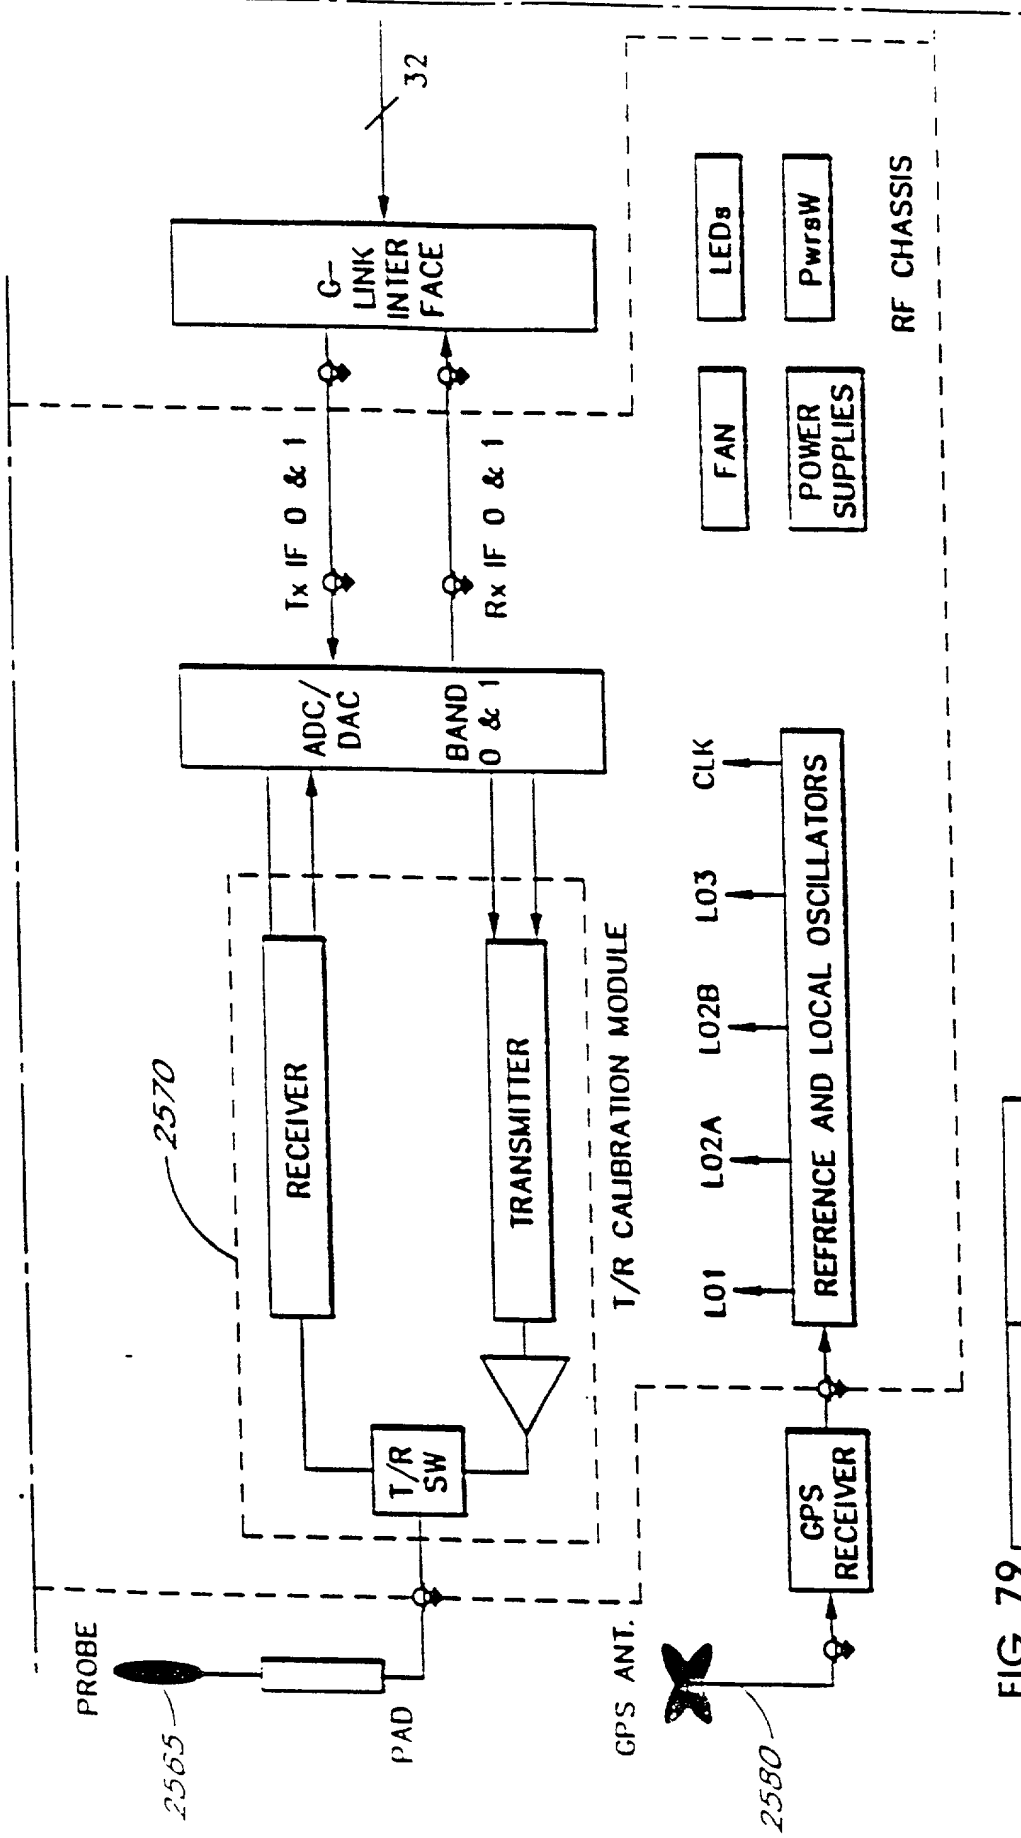 PROBE
2565
PAD
2570
T/R
SW
RECEIVER
TRANSMITTER
T/R CALIBRATION MODULE
ADC/
DAC
BAND
0 & 1
Tx IF 0 & 1
Rx IF 0 & 1
G-
LINK
INTER
FACE
32
GPS ANT.
2580
GPS
RECEIVER
LO1
LO2A
LO2B
LO3
CLK
REFRENCE AND LOCAL OSCILLATORS
FAN
LEDs
POWER
SUPPLIES
PwrsW
RF CHASSIS
FIG. 79